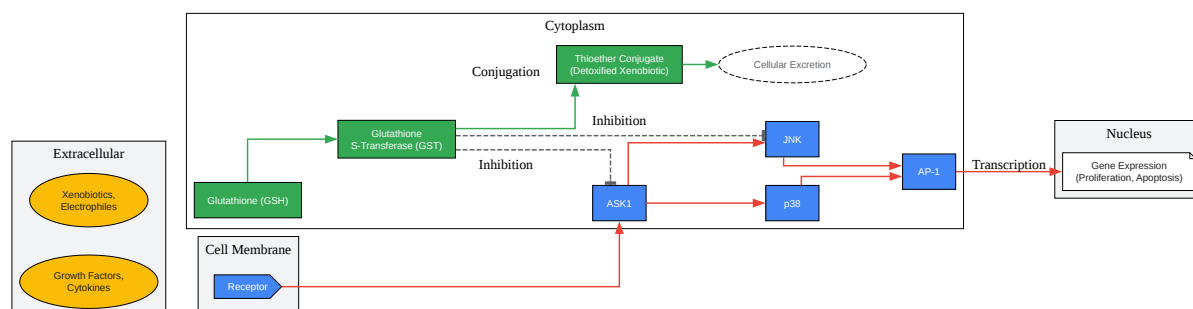 Cytoplasm
Thioether Conjugate
(Detoxified Xenobiotic)
Cellular Excretion
Conjugation
Glutathione
S-Transferase (GST)
Inhibition
Inhibition
JNK
Glutathione (GSH)
ASK1
p38
AP-1
Transcription
Nucleus
Gene Expression
(Proliferation, Apoptosis)
Extracellular
Xenobiotics,
Electrophiles
Growth Factors,
Cytokines
Cell Membrane
Receptor